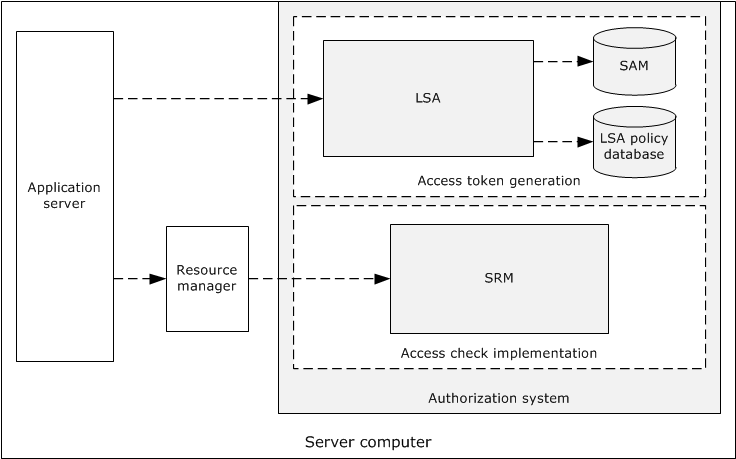 LSA
SAM
LSA policy
database
Access token generation
Application
server
Resource
manager
SRM
Access check implementation
Authorization system
Server computer